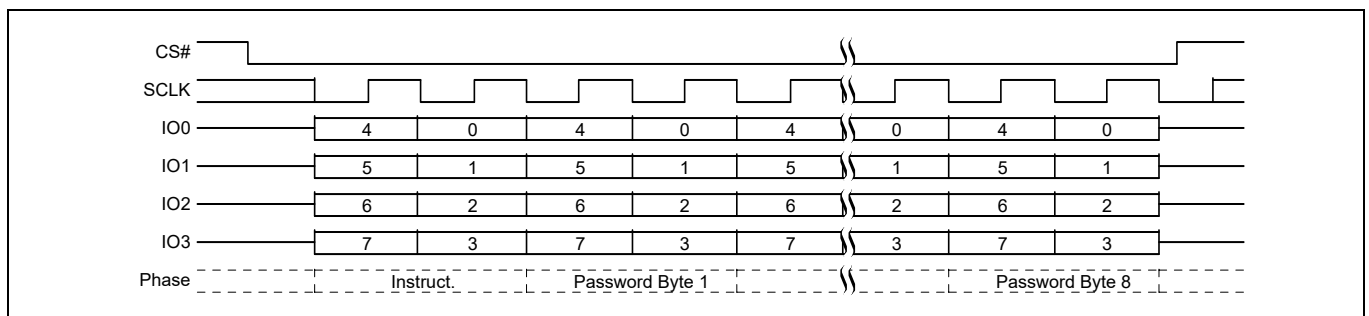 CS#
SCLK
IO0 4 0 4 0 4 0 4 0
IO1 5 1 5 1 5 1 5 1
IO2 6 2 6 2 6 2 6 2
IO3 7 3 7 3 7 3 7 3
Phase Instruct. Password Byte 1 Password Byte 8